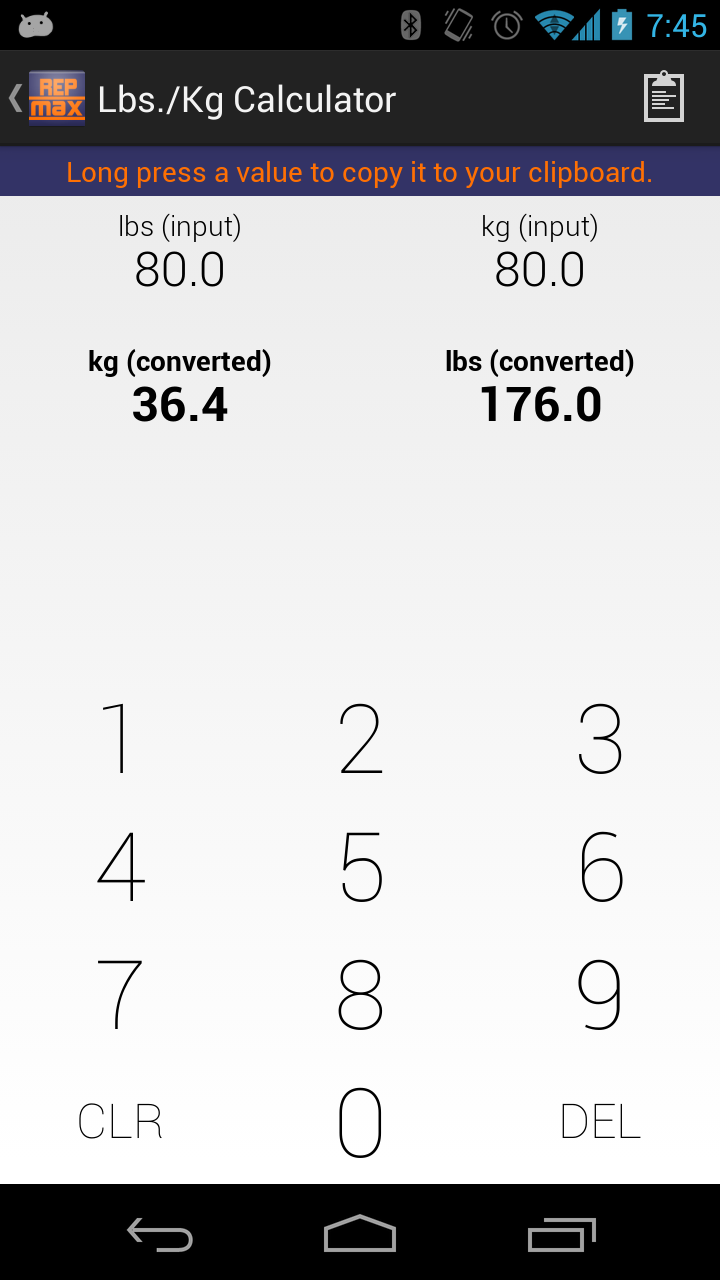 7:45
REP
max
Lbs./Kg Calculator
Long press a value to copy it to your clipboard.
lbs (input) kg (input)
80.0 80.0
kg (converted) lbs (converted)
36.4 176.0
1 2 3
4 5 6
7 8 9
CLR 0 DEL